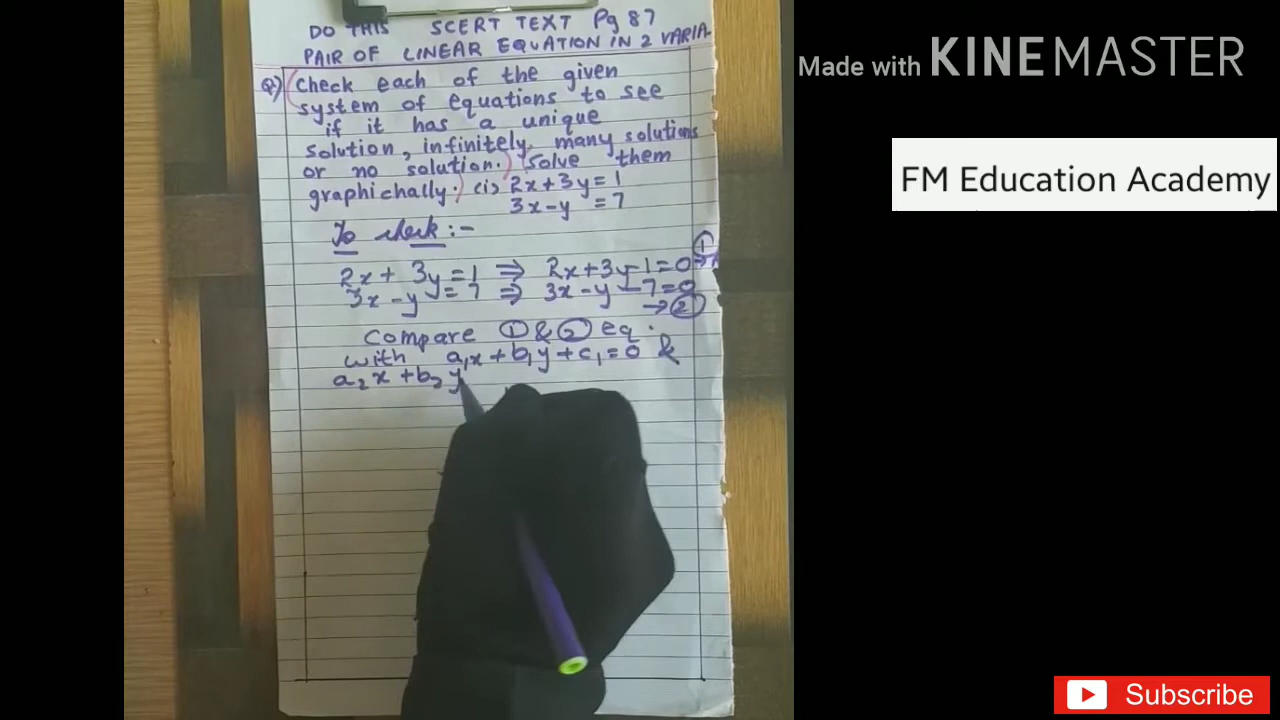 DO THIS SCERT TEXT Pg 87
PAIR OF LINEAR EQUATION IN 2 VARIA.
Q) Check each of the given
system of equations to see
if it has a unique
solution, infinitely many solutions
or no solution. Solve them
graphichally. (i) 2x + 3y = 1
3x - y = 7
To check :-
2x + 3y = 1 ⇒ 2x + 3y - 1 = 0 → ①
3x - y = 7 ⇒ 3x - y - 7 = 0
→ ②
Compare ① & ② eq.
with a₁x + b₁y + c₁ = 0 &
a₂x + b₂y
Made with KINEMASTER
FM Education Academy
Subscribe